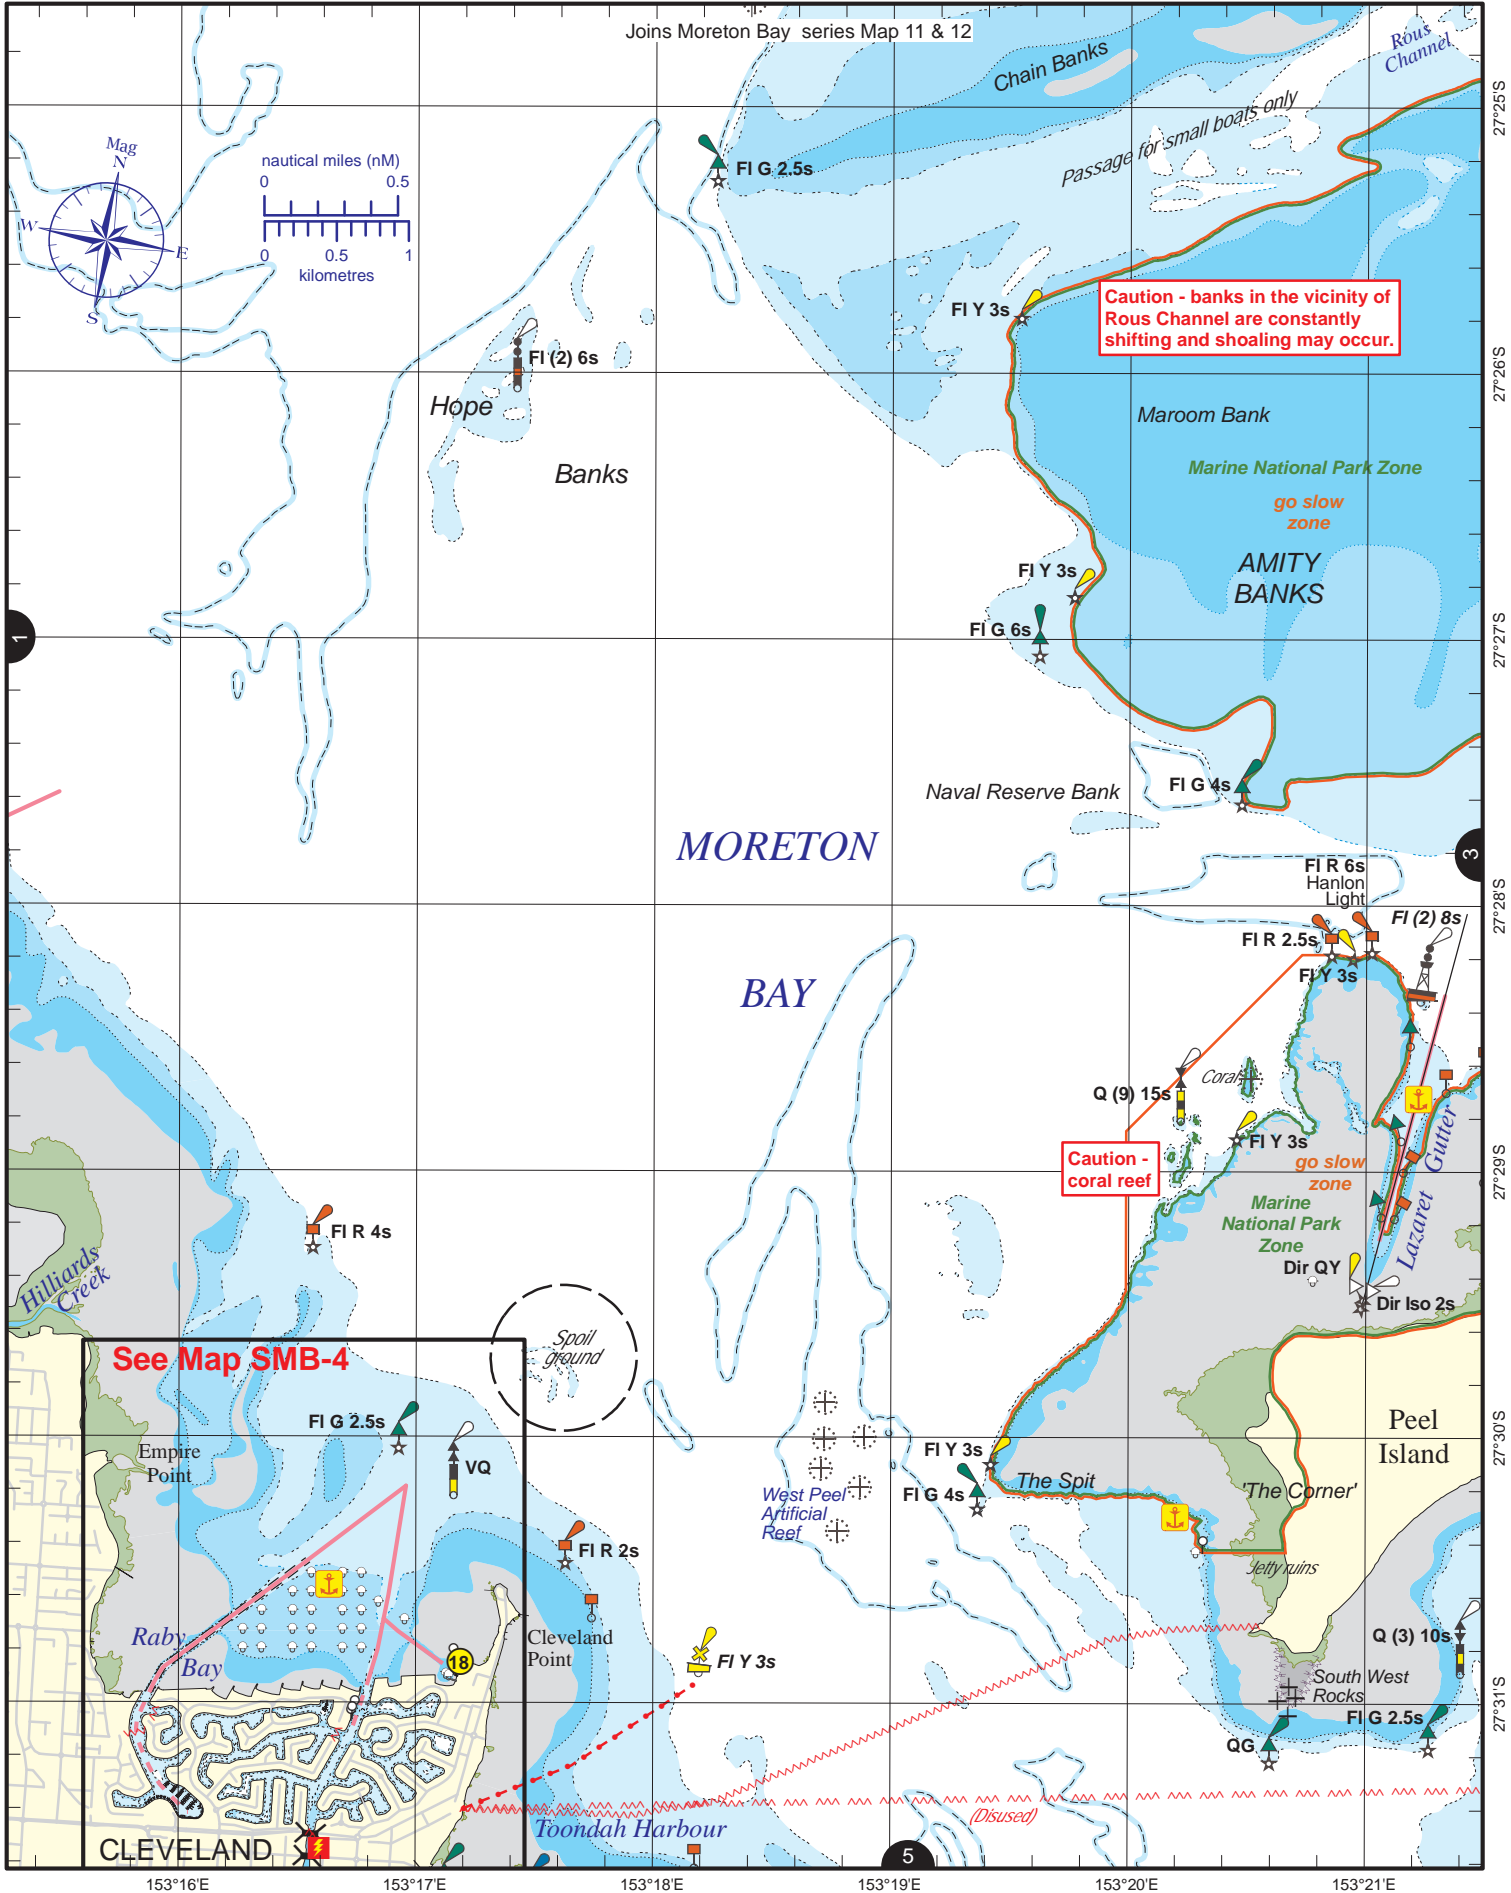 Joins Moreton Bay series Map 11 & 12
Rous
Channel
Chain Banks
Passage for small boats only
27°25'S
Mag
N
W
E
S
nautical miles (nM)
0 0.5
0 0.5 1
kilometres
Fl G 2.5s
Fl Y 3s
Caution - banks in the vicinity of
Rous Channel are constantly
shifting and shoaling may occur.
Fl (2) 6s
27°26'S
Hope
Banks
Maroom Bank
Marine National Park Zone
go slow
zone
AMITY
BANKS
Fl Y 3s
Fl G 6s
1
27°27'S
Fl G 4s
Naval Reserve Bank
MORETON
BAY
3
Fl R 6s
Hanlon
Light
27°28'S
Fl (2) 8s
Fl R 2.5s
Fl Y 3s
Coral
Q (9) 15s
Fl Y 3s
Caution -
coral reef
go slow
zone
Lazaret Gutter
27°29'S
Marine
National Park
Zone
Fl R 4s
Hilliards
Creek
Dir QY
Dir Iso 2s
Spoil
ground
See Map SMB-4
Fl G 2.5s
Empire
Point
VQ
Peel
Island
27°30'S
Fl Y 3s
The Spit
Fl G 4s
'The Corner'
West Peel
Artificial
Reef
Fl R 2s
Jetty ruins
Raby
Bay
18
Cleveland
Point
Fl Y 3s
Q (3) 10s
South West
Rocks
27°31'S
Fl G 2.5s
QG
(Disused)
Toondah Harbour
CLEVELAND
5
153°16'E
153°17'E
153°18'E
153°19'E
153°20'E
153°21'E